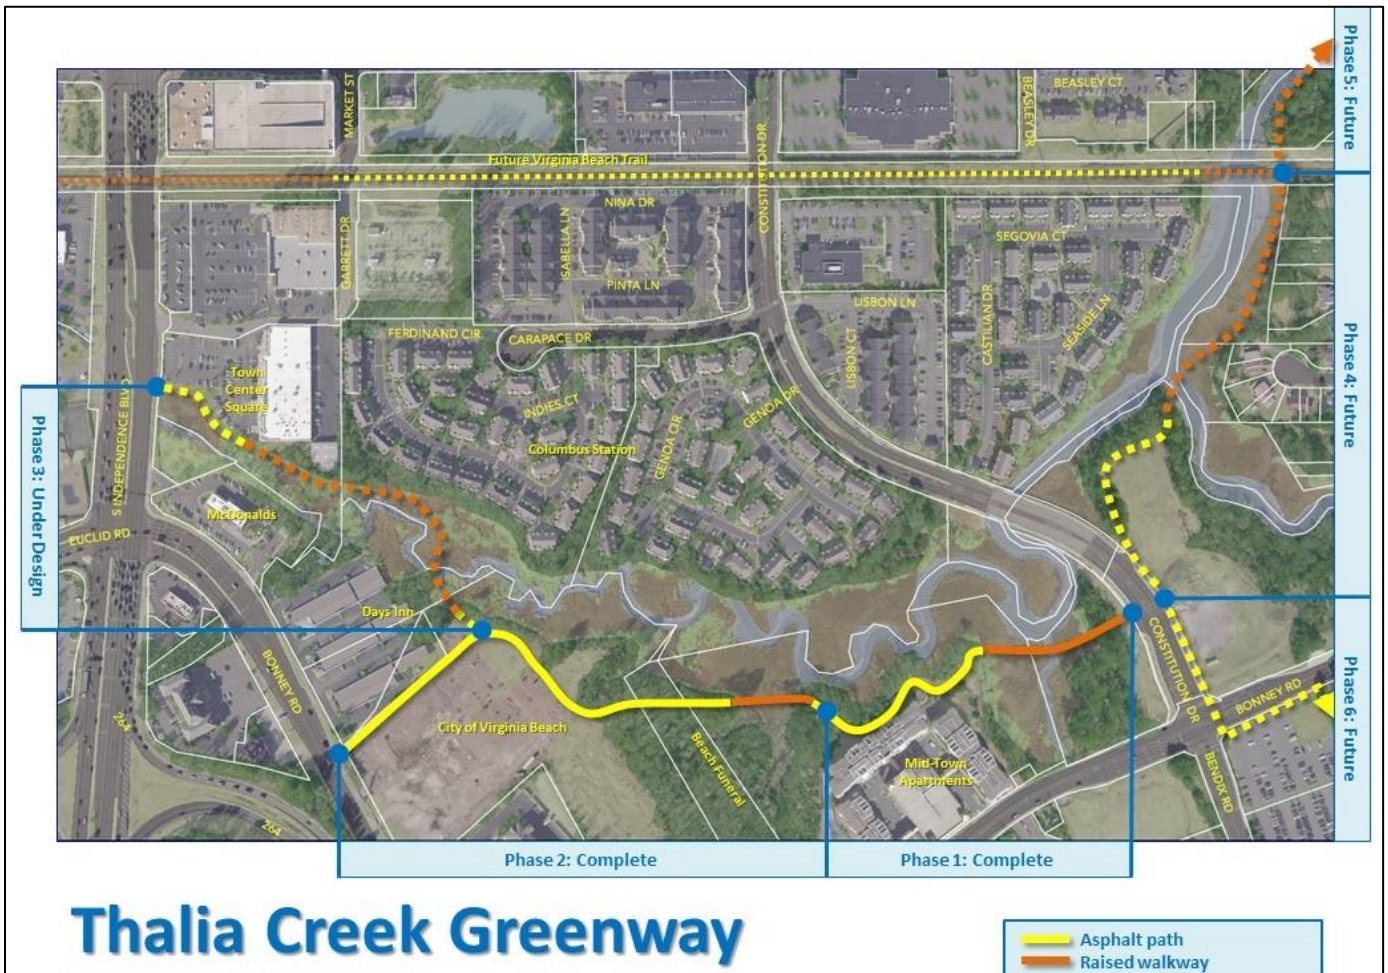 Phase 5: Future
MARKET ST
CONSTITUTION DR
BEASLEY DR
BEASLEY CT
Future Virginia Beach Trail
NINA DR
ISABELLA LN
PINTA LN
GARRETT DR
SEGOVIA CT
LISBON LN
CASTILIAN DR
SEASIDE LN
LISBON CT
FERDINAND CIR
CARAPACE DR
Town
Center
Square
INDIES CT
GENOA DR
GENOA CIR
Columbus Station
S INDEPENDENCE BLVD
Phase 4: Future
Phase 3: Under Design
McDonalds
EUCLID RD
Days Inn
BONNEY RD
City of Virginia Beach
Beach Funeral
Mid-Town
Apartments
CONSTITUTION DR
BONNEY RD
BENDIX RD
Phase 6: Future
264
264
Phase 2: Complete
Phase 1: Complete
Thalia Creek Greenway
Asphalt path
Raised walkway